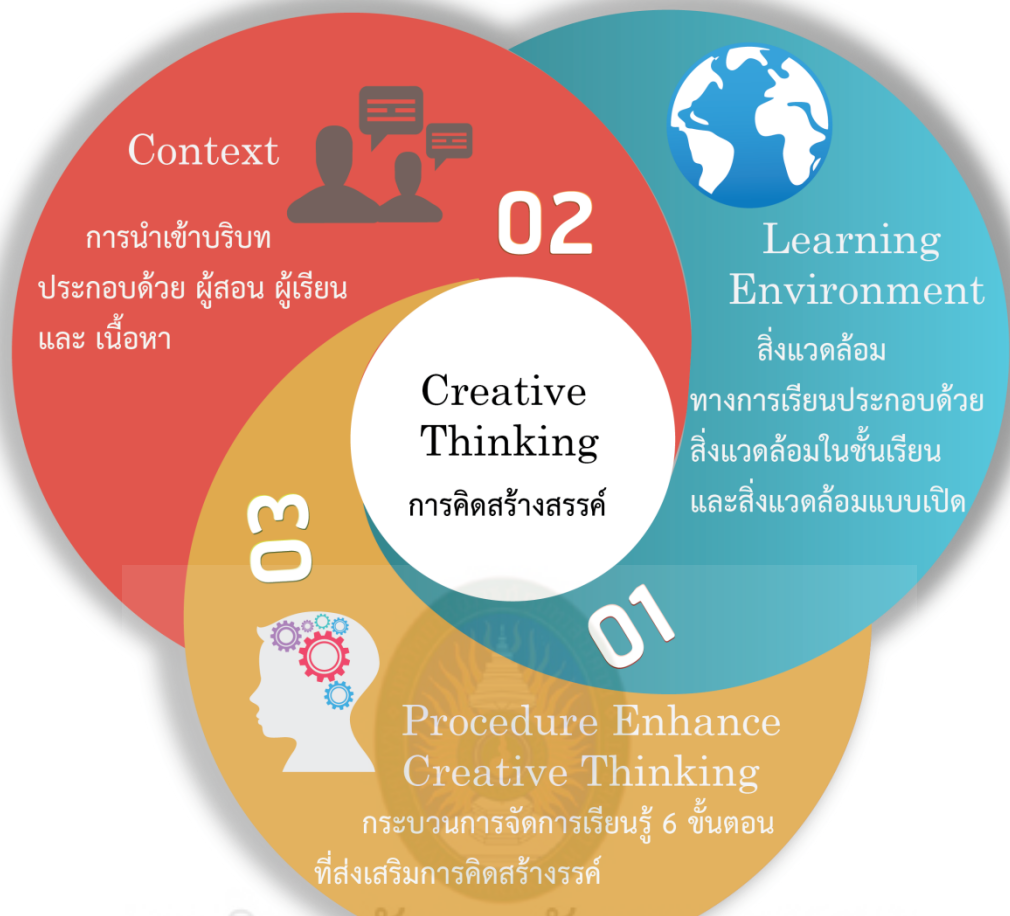 Context
การนำเข้าบริบท
ประกอบด้วย ผู้สอน ผู้เรียน
และ เนื้อหา
02
Learning
Environment
สิ่งแวดล้อม
ทางการเรียนประกอบด้วย
สิ่งแวดล้อมในชั้นเรียน
และสิ่งแวดล้อมแบบเปิด
Creative
Thinking
การคิดสร้างสรรค์
03
01
Procedure Enhance
Creative Thinking
กระบวนการจัดการเรียนรู้ 6 ขั้นตอน
ที่ส่งเสริมการคิดสร้างรรค์